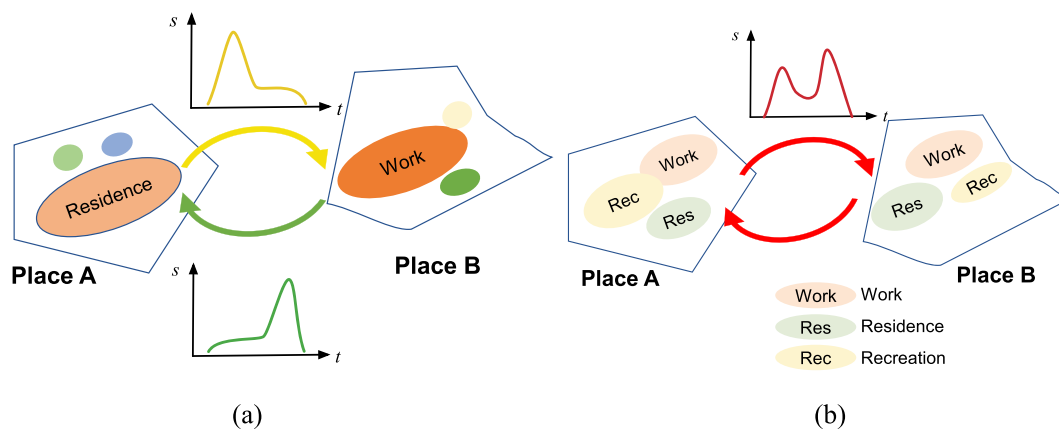 s
t
Residence
Work
Place A
Place B
s
t
(a)
s
t
Work
Rec
Res
Work
Res
Rec
Place A
Place B
Work Work
Res Residence
Rec Recreation
(b)